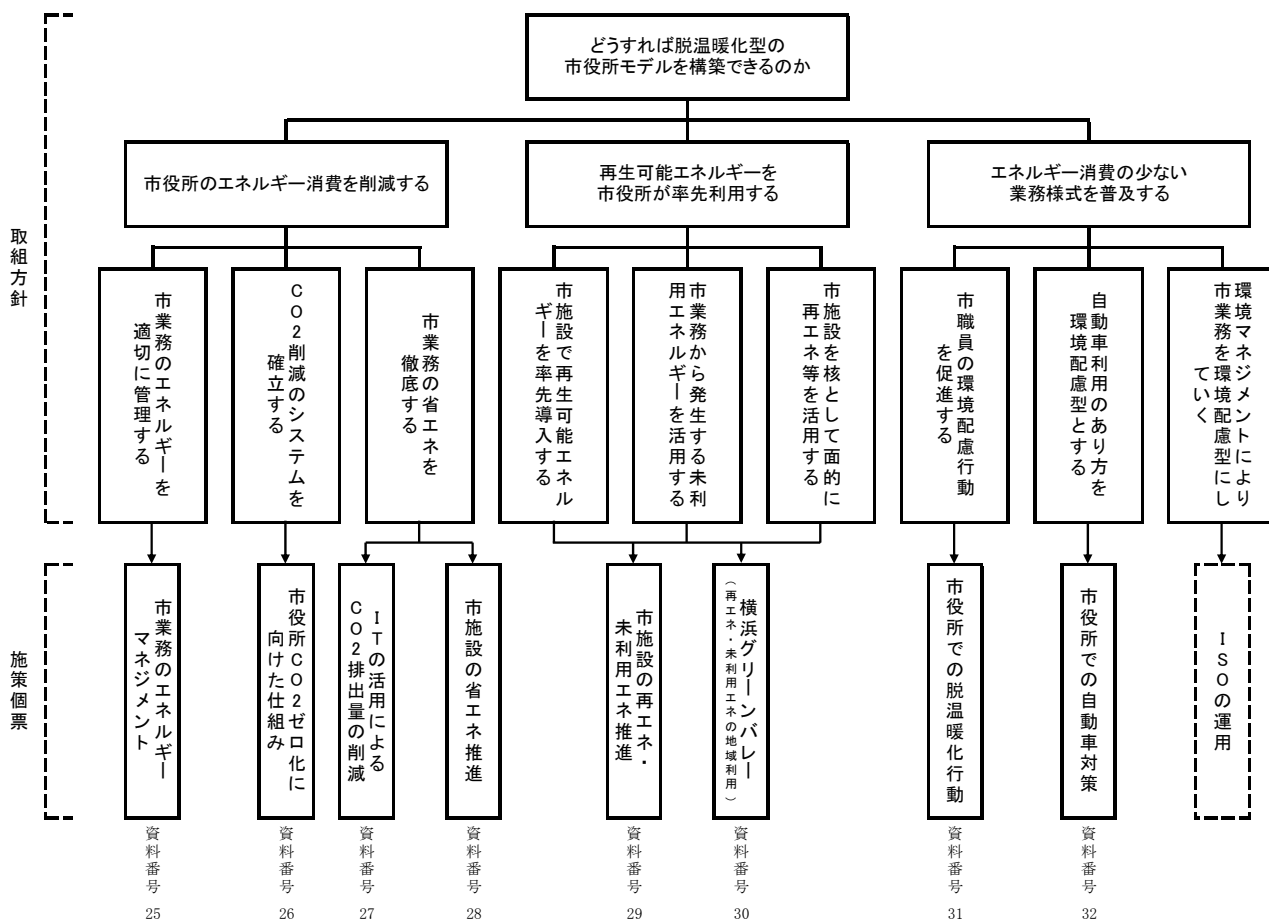 どうすれば脱温暖化型の
市役所モデルを構築できるのか
市役所のエネルギー消費を削減する
再生可能エネルギーを
市役所が率先利用する
エネルギー消費の少ない
業務様式を普及する
取組方針
市業務のエネルギーを
適切に管理する
CO2削減のシステムを
確立する
市業務の省エネを
徹底する
市施設で再生可能エネル
ギーを率先導入する
市業務から発生する未利
用エネルギーを活用する
市施設を核として面的に
再エネ等を活用する
市職員の環境配慮行動
を促進する
自動車利用のあり方を
環境配慮型とする
環境マネジメントにより
市業務を環境配慮型にし
ていく
施策個票
市業務のエネルギー
マネジメント
市役所CO2ゼロ化に
向けた仕組み
ITの活用による
CO2排出量の削減
市施設の省エネ推進
市施設の再エネ・
未利用エネ推進
横浜グリーンバレー
(再エネ・未利用エネの地域利用)
市役所での脱温暖化行動
市役所での自動車対策
ISOの運用
資料番号
25
資料番号
26
資料番号
27
資料番号
28
資料番号
29
資料番号
30
資料番号
31
資料番号
32